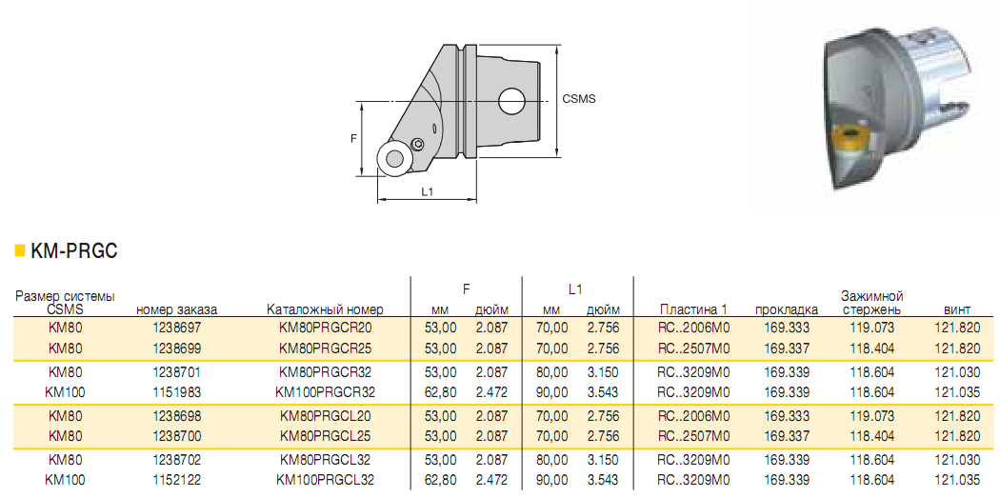 CSMS
F
L1
KM-PRGC
F L1
Размер системы CSMS номер заказа Каталожный номер мм дюйм мм дюйм Пластина 1 прокладка Зажимной стержень винт
KM80 1238697 KM80PRGCR20 53,00 2.087 70,00 2.756 RC..2006M0 169.333 119.073 121.820
KM80 1238699 KM80PRGCR25 53,00 2.087 70,00 2.756 RC..2507M0 169.337 118.404 121.820
KM80 1238701 KM80PRGCR32 53,00 2.087 80,00 3.150 RC..3209M0 169.339 118.604 121.030
KM100 1151983 KM100PRGCR32 62,80 2.472 90,00 3.543 RC..3209M0 169.339 118.604 121.035
KM80 1238698 KM80PRGCL20 53,00 2.087 70,00 2.756 RC..2006M0 169.333 119.073 121.820
KM80 1238700 KM80PRGCL25 53,00 2.087 70,00 2.756 RC..2507M0 169.337 118.404 121.820
KM80 1238702 KM80PRGCL32 53,00 2.087 80,00 3.150 RC..3209M0 169.339 118.604 121.030
KM100 1152122 KM100PRGCL32 62,80 2.472 90,00 3.543 RC..3209M0 169.339 118.604 121.035